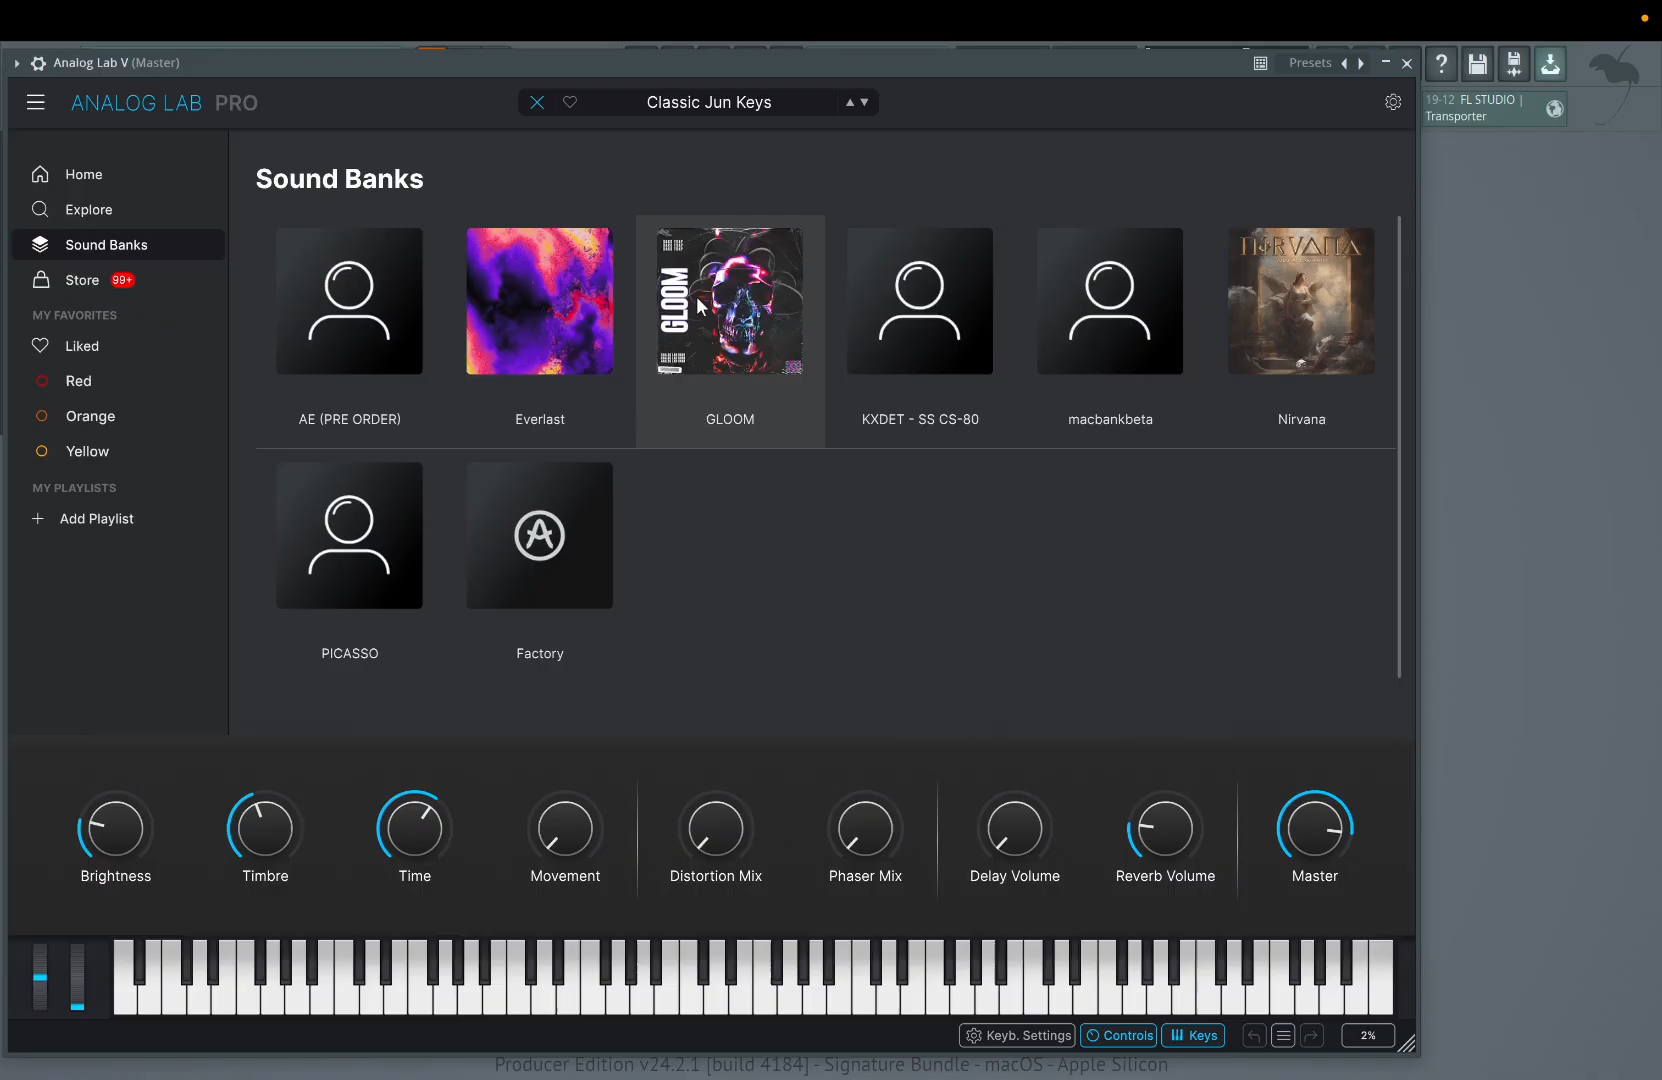 Analog Lab V (Master)
Presets
ANALOG LAB PRO
Classic Jun Keys
19-12 FL STUDIO |
Transporter
Home
Explore
Sound Banks
Store 99+
MY FAVORITES
Liked
Red
Orange
Yellow
MY PLAYLISTS
Add Playlist
Sound Banks
GLOOM
NIRVANA
AE (PRE ORDER)
Everlast
GLOOM
KXDET - SS CS-80
macbankbeta
Nirvana
PICASSO
Factory
Brightness
Timbre
Time
Movement
Distortion Mix
Phaser Mix
Delay Volume
Reverb Volume
Master
Keyb. Settings
Controls
Keys
2%
Producer Edition v24.2.1 [build 4184] - Signature Bundle - macOS - Apple Silicon